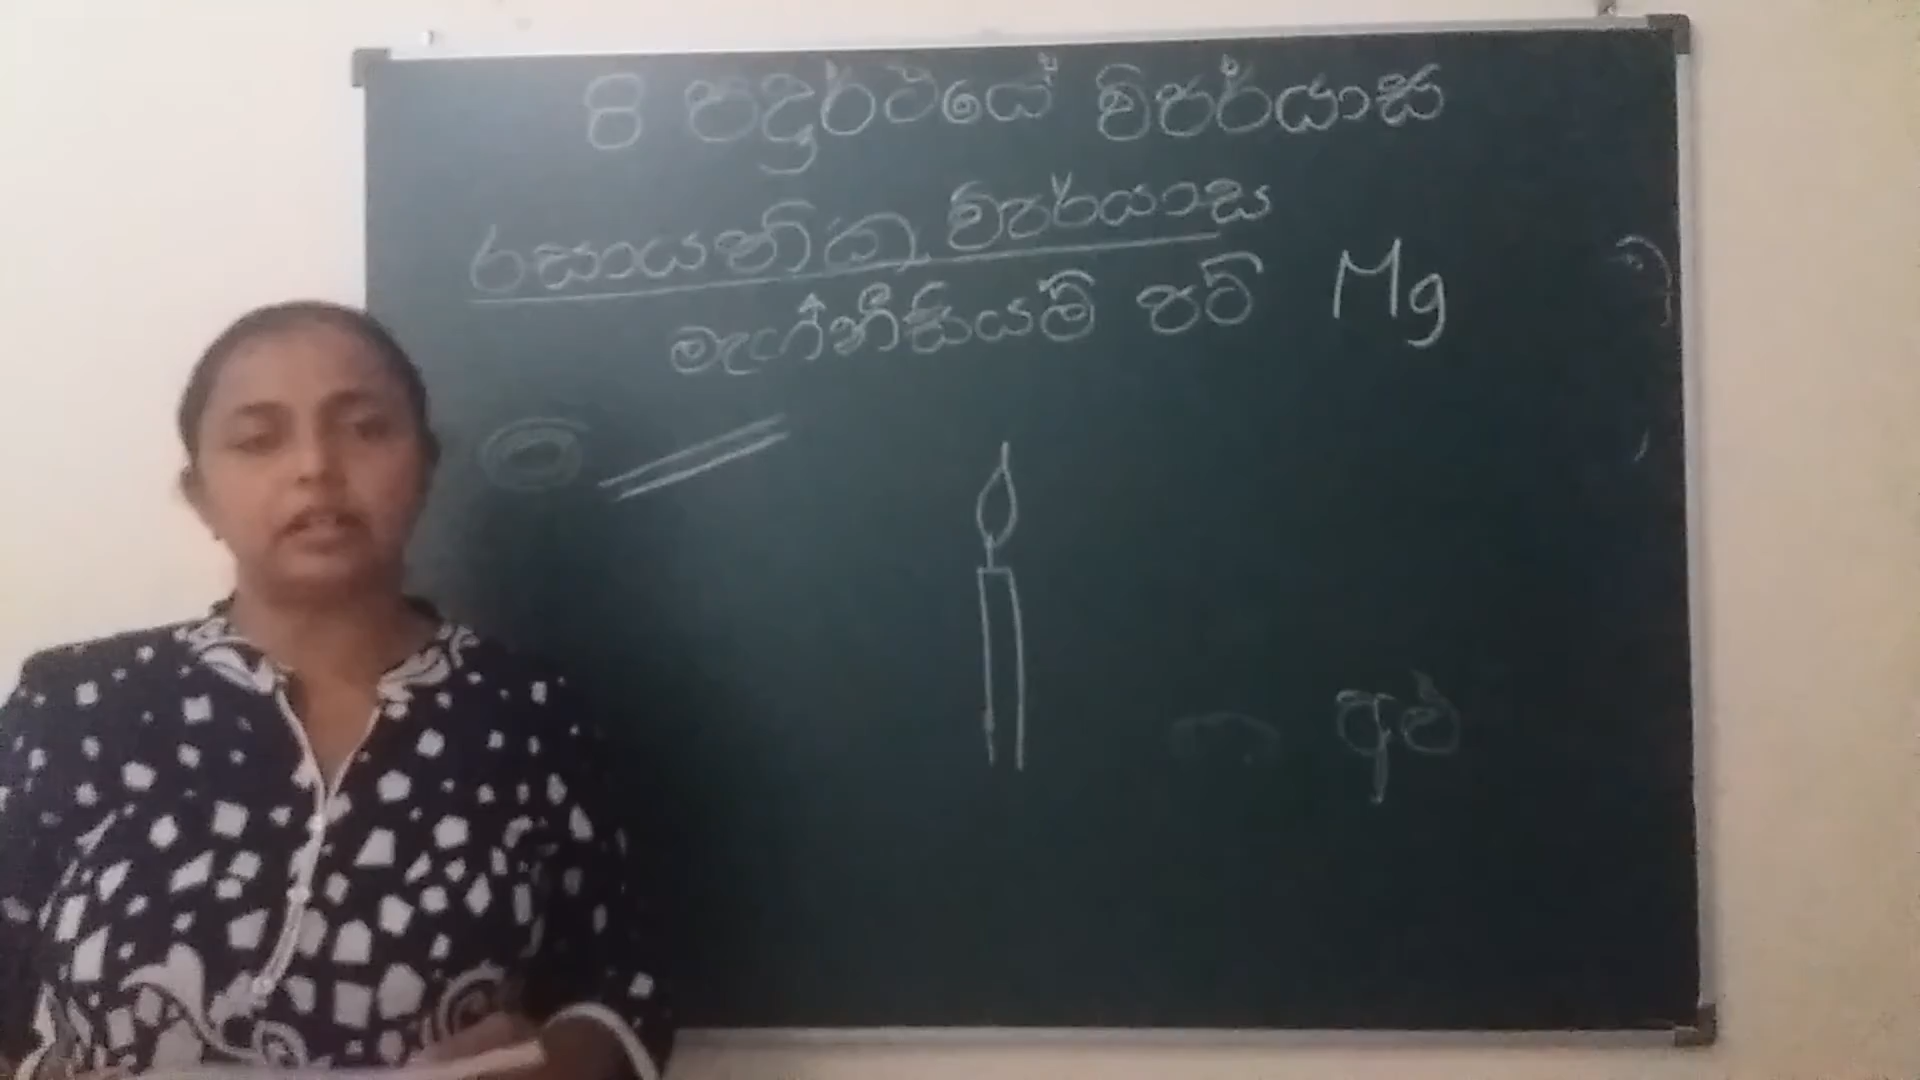 8 පදාර්ථයේ විපර්යාස
රසායනික විපර්යාස
මැග්නීසියම් පටි Mg
අළු